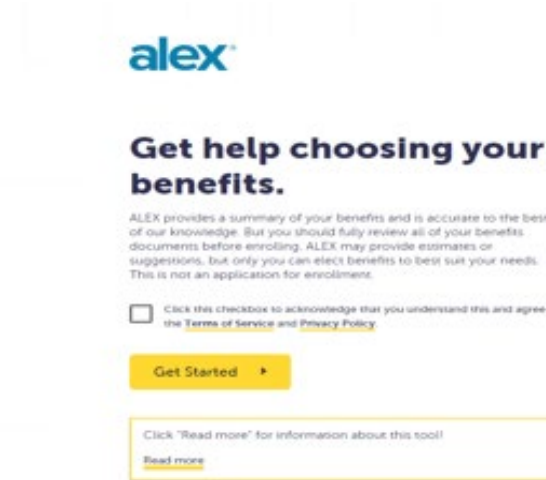 alex
Get help choosing your
benefits.
ALEX provides a summary of your benefits and is accurate to the best
of our knowledge. But you should fully review all of your benefits
documents before enrolling. ALEX may provide estimates or
suggestions, but only you can elect benefits to best suit your needs.
This is not an application for enrollment.
Click this checkbox to acknowledge that you understand this and agree
the Terms of Service and Privacy Policy.
Get Started
Click "Read more" for information about this tool!
Read more